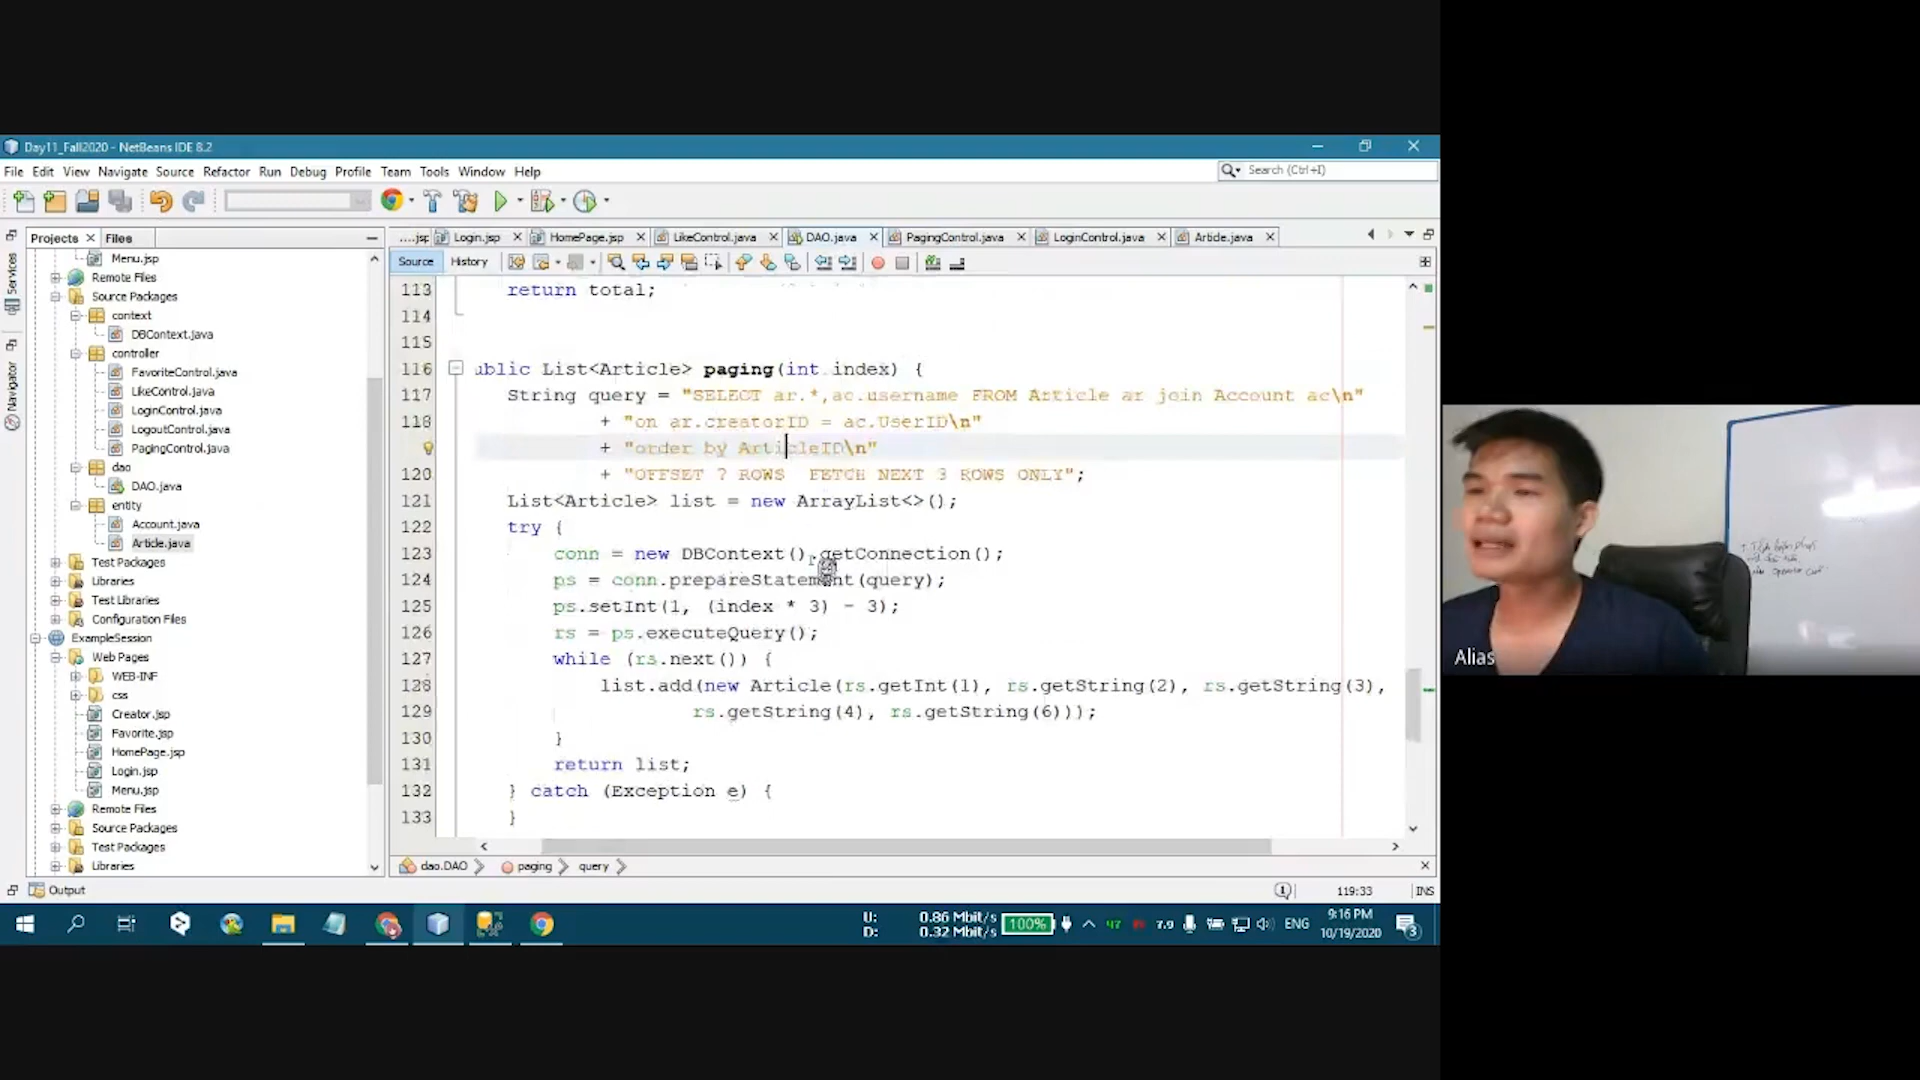 Day11_Fall2020 - NetBeans IDE 8.2
File Edit View Navigate Source Refactor Run Debug Profile Team Tools Window Help
Search (Ctrl+I)
Projects Files
....jsp Login.jsp HomePage.jsp LikeControl.java DAO.java PagingControl.java LoginControl.java Article.java
Source History
Services
Navigator
Menu.jsp
Remote Files
Source Packages
context
DBContext.java
controller
FavoriteControl.java
LikeControl.java
LoginControl.java
LogoutControl.java
PagingControl.java
dao
DAO.java
entity
Account.java
Article.java
Test Packages
Libraries
Test Libraries
Configuration Files
ExampleSession
Web Pages
WEB-INF
css
Creator.jsp
Favorite.jsp
HomePage.jsp
Login.jsp
Menu.jsp
Remote Files
Source Packages
Test Packages
Libraries
113 return total;
114
115
116 ublic List<Article> paging(int index) {
117 String query = "SELECT ar.*,ac.username FROM Article ar join Account ac\n"
118 + "on ar.creatorID = ac.UserID\n"
+ "order by ArticleID\n"
120 + "OFFSET ? ROWS  FETCH NEXT 3 ROWS ONLY";
121 List<Article> list = new ArrayList<>();
122 try {
123 conn = new DBContext().getConnection();
124 ps = conn.prepareStatement(query);
125 ps.setInt(1, (index * 3) - 3);
126 rs = ps.executeQuery();
127 while (rs.next()) {
128 list.add(new Article(rs.getInt(1), rs.getString(2), rs.getString(3),
129 rs.getString(4), rs.getString(6)));
130 }
131 return list;
132 } catch (Exception e) {
133 }
dao.DAO paging query
Output
119:33 INS
U: 0.86 Mbit/s
D: 0.32 Mbit/s
100%
47
7.9
ENG
9:16 PM
10/19/2020
3
Alias